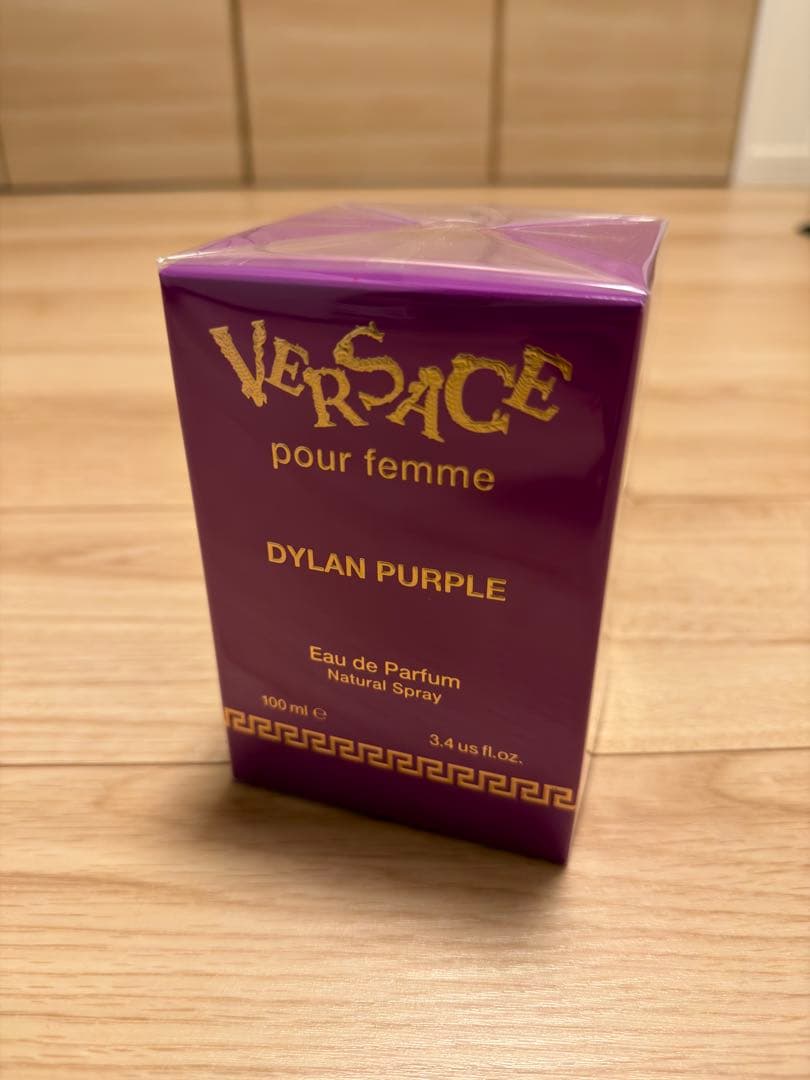 VERSACE
pour femme
DYLAN PURPLE
Eau de Parfum
Natural Spray
100 ml ℮
3.4 us fl.oz.